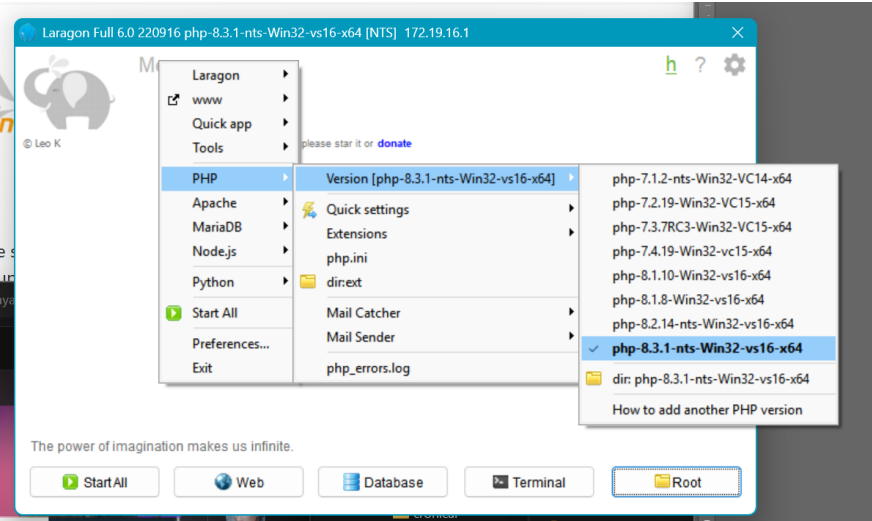 Laragon Full 6.0 220916 php-8.3.1-nts-Win32-vs16-x64 [NTS] 172.19.16.1
h ?
© Leo K
please star it or donate
Laragon
www
Quick app
Tools
PHP
Apache
MariaDB
Node.js
Python
Start All
Preferences...
Exit
Version [php-8.3.1-nts-Win32-vs16-x64]
Quick settings
Extensions
php.ini
dir:ext
Mail Catcher
Mail Sender
php_errors.log
php-7.1.2-nts-Win32-VC14-x64
php-7.2.19-Win32-VC15-x64
php-7.3.7RC3-Win32-VC15-x64
php-7.4.19-Win32-vc15-x64
php-8.1.10-Win32-vs16-x64
php-8.1.8-Win32-vs16-x64
php-8.2.14-nts-Win32-vs16-x64
php-8.3.1-nts-Win32-vs16-x64
dir: php-8.3.1-nts-Win32-vs16-x64
How to add another PHP version
The power of imagination makes us infinite.
Start All
Web
Database
Terminal
Root